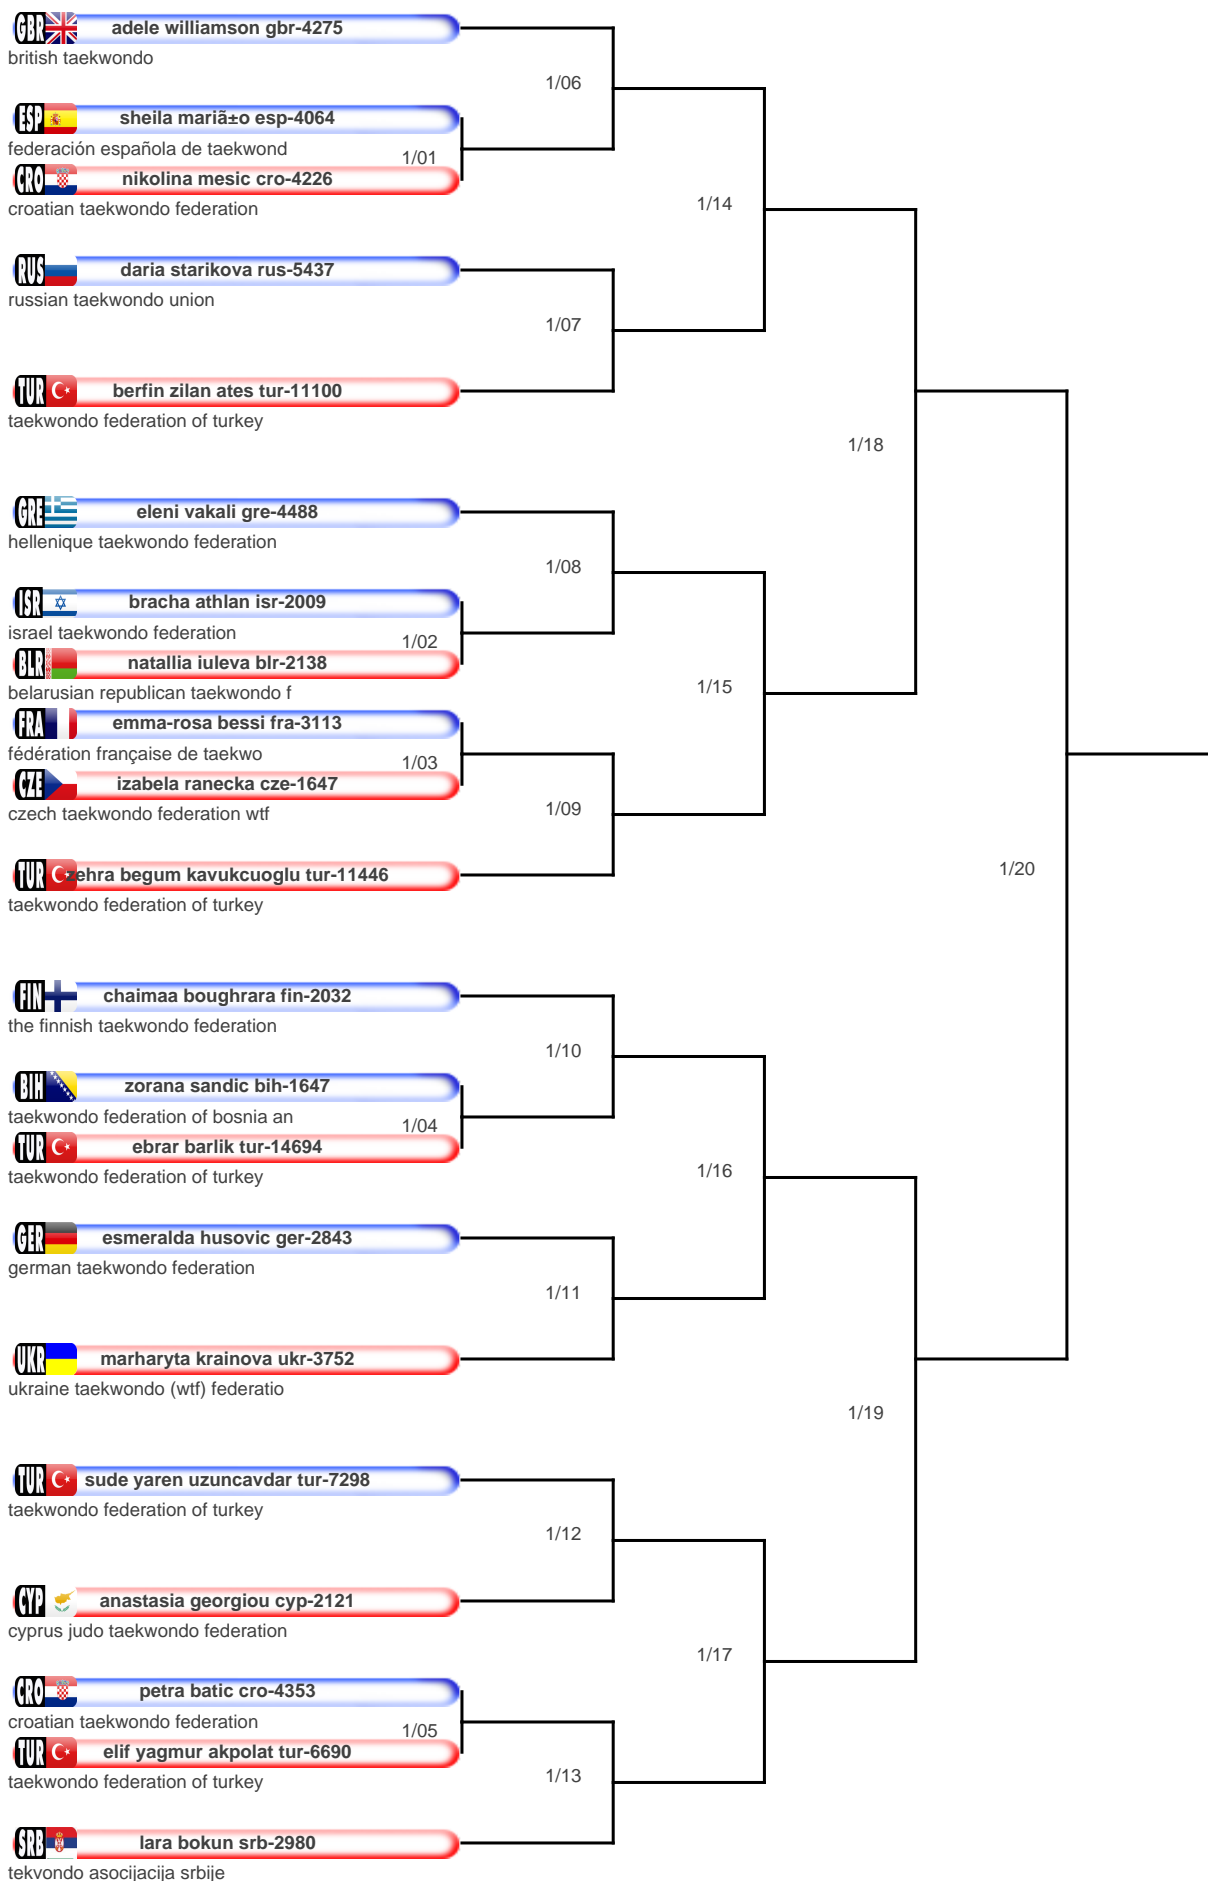 GBR adele williamson gbr-4275
british taekwondo
1/06
ESP sheila mariã±o esp-4064
federación española de taekwond
1/01
CRO nikolina mesic cro-4226
croatian taekwondo federation
1/14
RUS daria starikova rus-5437
russian taekwondo union
1/07
TUR berfin zilan ates tur-11100
taekwondo federation of turkey
1/18
GRE eleni vakali gre-4488
hellenique taekwondo federation
1/08
ISR bracha athlan isr-2009
israel taekwondo federation
1/02
BLR natallia iuleva blr-2138
belarusian republican taekwondo f
1/15
FRA emma-rosa bessi fra-3113
fédération française de taekwo
1/03
CZE izabela ranecka cze-1647
czech taekwondo federation wtf
1/09
TUR zehra begum kavukcuoglu tur-11446
taekwondo federation of turkey
1/20
FIN chaimaa boughrara fin-2032
the finnish taekwondo federation
1/10
BIH zorana sandic bih-1647
taekwondo federation of bosnia an
1/04
TUR ebrar barlik tur-14694
taekwondo federation of turkey
1/16
GER esmeralda husovic ger-2843
german taekwondo federation
1/11
UKR marharyta krainova ukr-3752
ukraine taekwondo (wtf) federatio
1/19
TUR sude yaren uzuncavdar tur-7298
taekwondo federation of turkey
1/12
CYP anastasia georgiou cyp-2121
cyprus judo taekwondo federation
1/17
CRO petra batic cro-4353
croatian taekwondo federation
1/05
TUR elif yagmur akpolat tur-6690
taekwondo federation of turkey
1/13
SRB lara bokun srb-2980
tekvondo asocijacija srbije